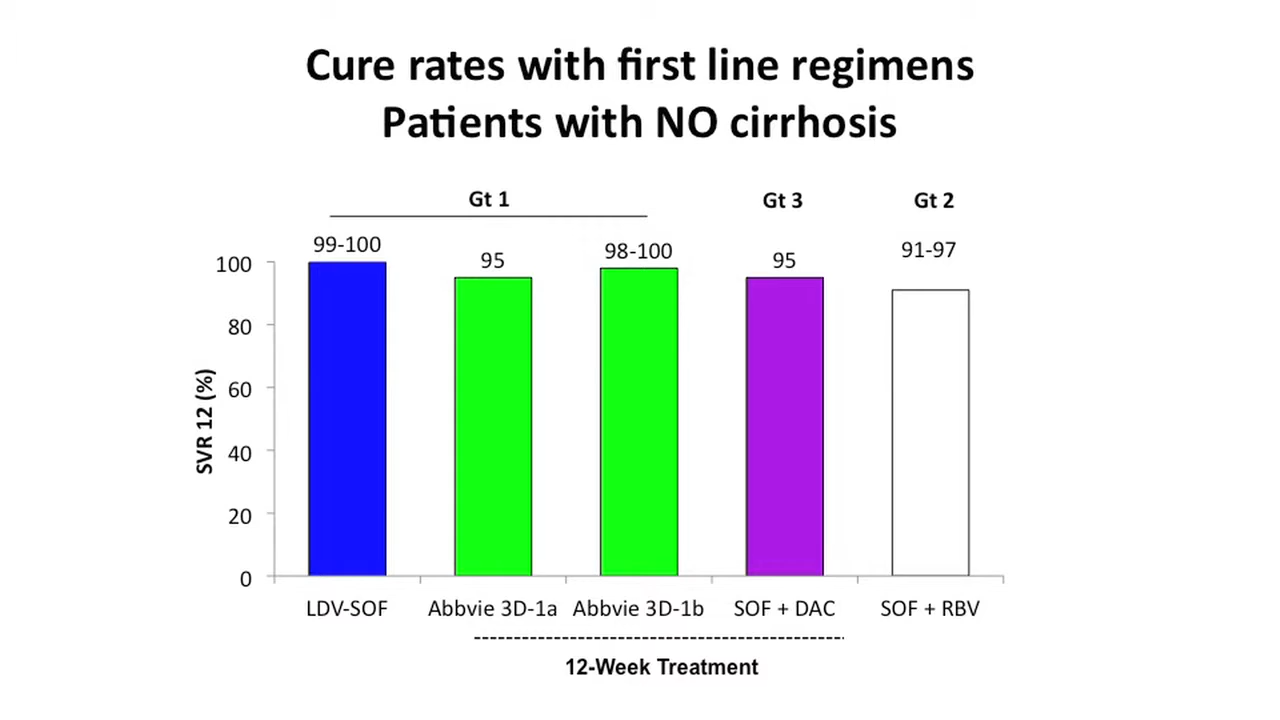 Cure rates with first line regimens
Patients with NO cirrhosis
Gt 1
Gt 3
Gt 2
99-100
95
98-100
95
91-97
100
80
60
40
20
0
SVR 12 (%)
LDV-SOF
Abbvie 3D-1a
Abbvie 3D-1b
SOF + DAC
SOF + RBV
12-Week Treatment